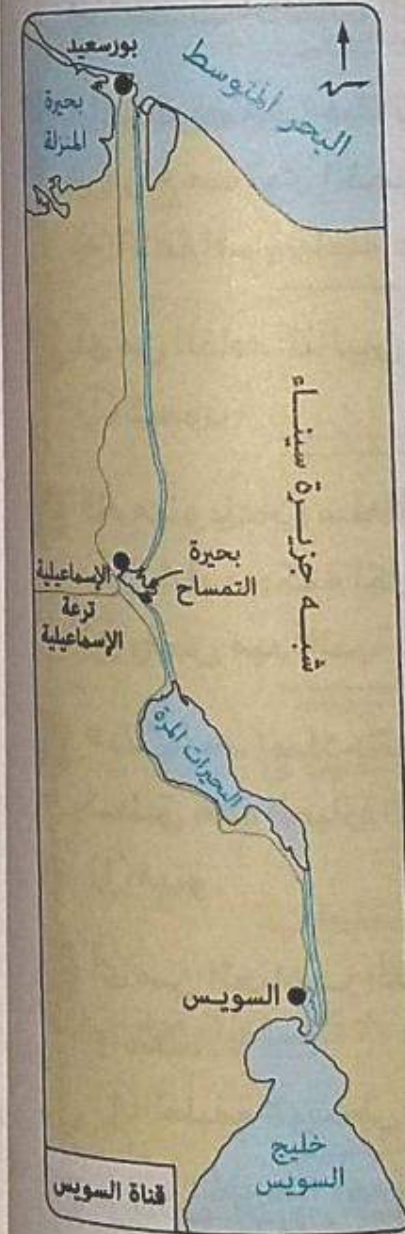 بورسعيد
البحر المتوسط
بحيرة
المنزلة
شبه جزيرة سيناء
بحيرة
التمساح
الإسماعيلية
ترعة
الإسماعيلية
البحيرات المرة
السويس
خليج
السويس
قناة السويس